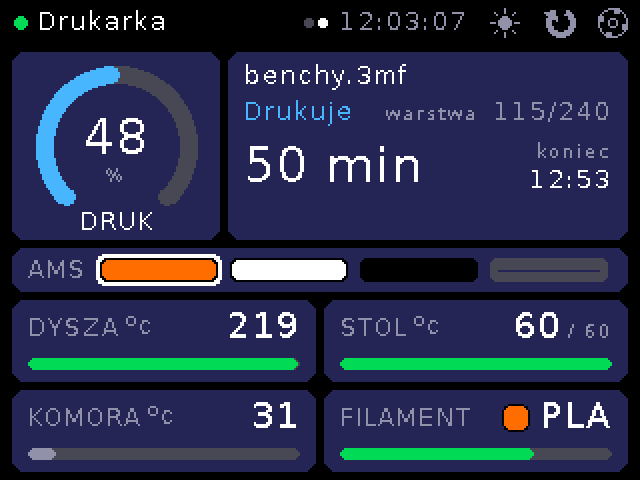 Drukarka 12:03:07
48
%
DRUK
benchy.3mf
Drukuje warstwa 115/240
50 min
koniec
12:53
AMS
DYSZA °C 219
STOL °C 60 / 60
KOMORA °C 31
FILAMENT PLA